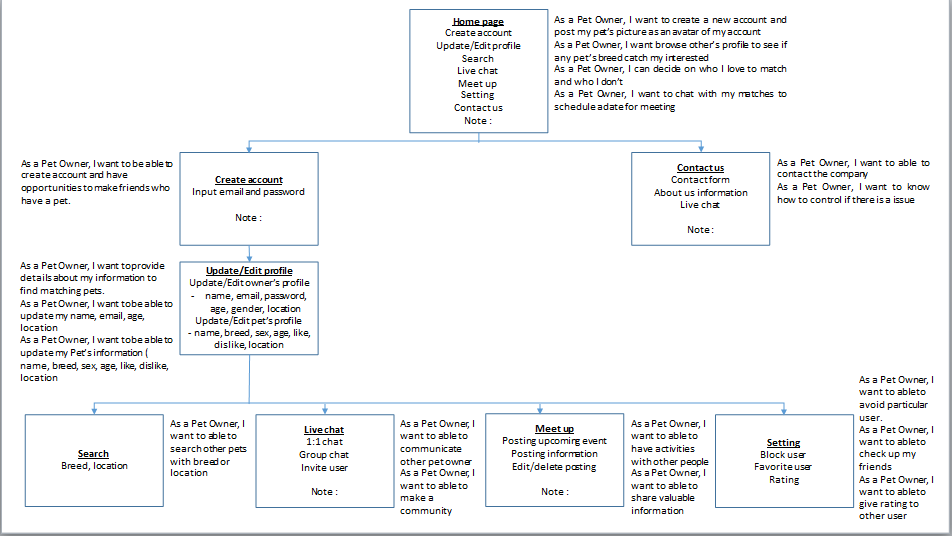 Home page
Create account
Update/Edit profile
Search
Live chat
Meet up
Setting
Contact us
Note :
As a Pet Owner, I want to create a new account and
post my pet's picture as an avatar of my account
As a Pet Owner, I want browse other's profile to see if
any pet's breed catch my irterested
As a Pet Owner, I can decide on who I love to match
and who I don't
As a Pet Owner, I want to chat with my matches to
schedule a date for meeting
As a Pet Owner, I want to be able to
create account and have
opportunities to make friends who
have a pet.
Create account
Input email and password
Note :
Contact us
Contact form
About us information
Live chat
Note :
As a Pet Owner, I want to able to
contact the company
As a Pet Owner, I want to know
how to control if there is a issue
As a Pet Owner, I want to provide
details about my information to
find matching pets.
As a Pet Owner, I want to be able to
update my name, email, age,
location
As a Pet Owner, I want to be able to
update my Pet's information (
name, breed, sex, age, like, dislike,
location
Update/Edit profile
Update/Edit owner's profile
- name, email, password,
age, gender, location
Update/Edit pet's profile
- name, breed, sex, age, like,
dislike, location
Search
Breed, location
As a Pet Owner, I
want to able to
search other pets
with breed or
location
Live chat
1:1 chat
Group chat
Invite user
Note :
As a Pet Owner, I
want to able to
communicate
other pet owner
As a Pet Owner, I
want to able to
make a
community
Meet up
Posting upcoming event
Posting information
Edit/delete posting
Note :
As a Pet Owner, I
want to able to
have activities
with other people
As a Pet Owner, I
want to able to
share valuable
information
Setting
Block user
Favorite user
Rating
As a Pet Owner, I
want to able to
avoid particular
user.
As a Pet Owner, I
want to able to
check up my
friends
As a Pet Owner, I
want to able to
give rating to
other user